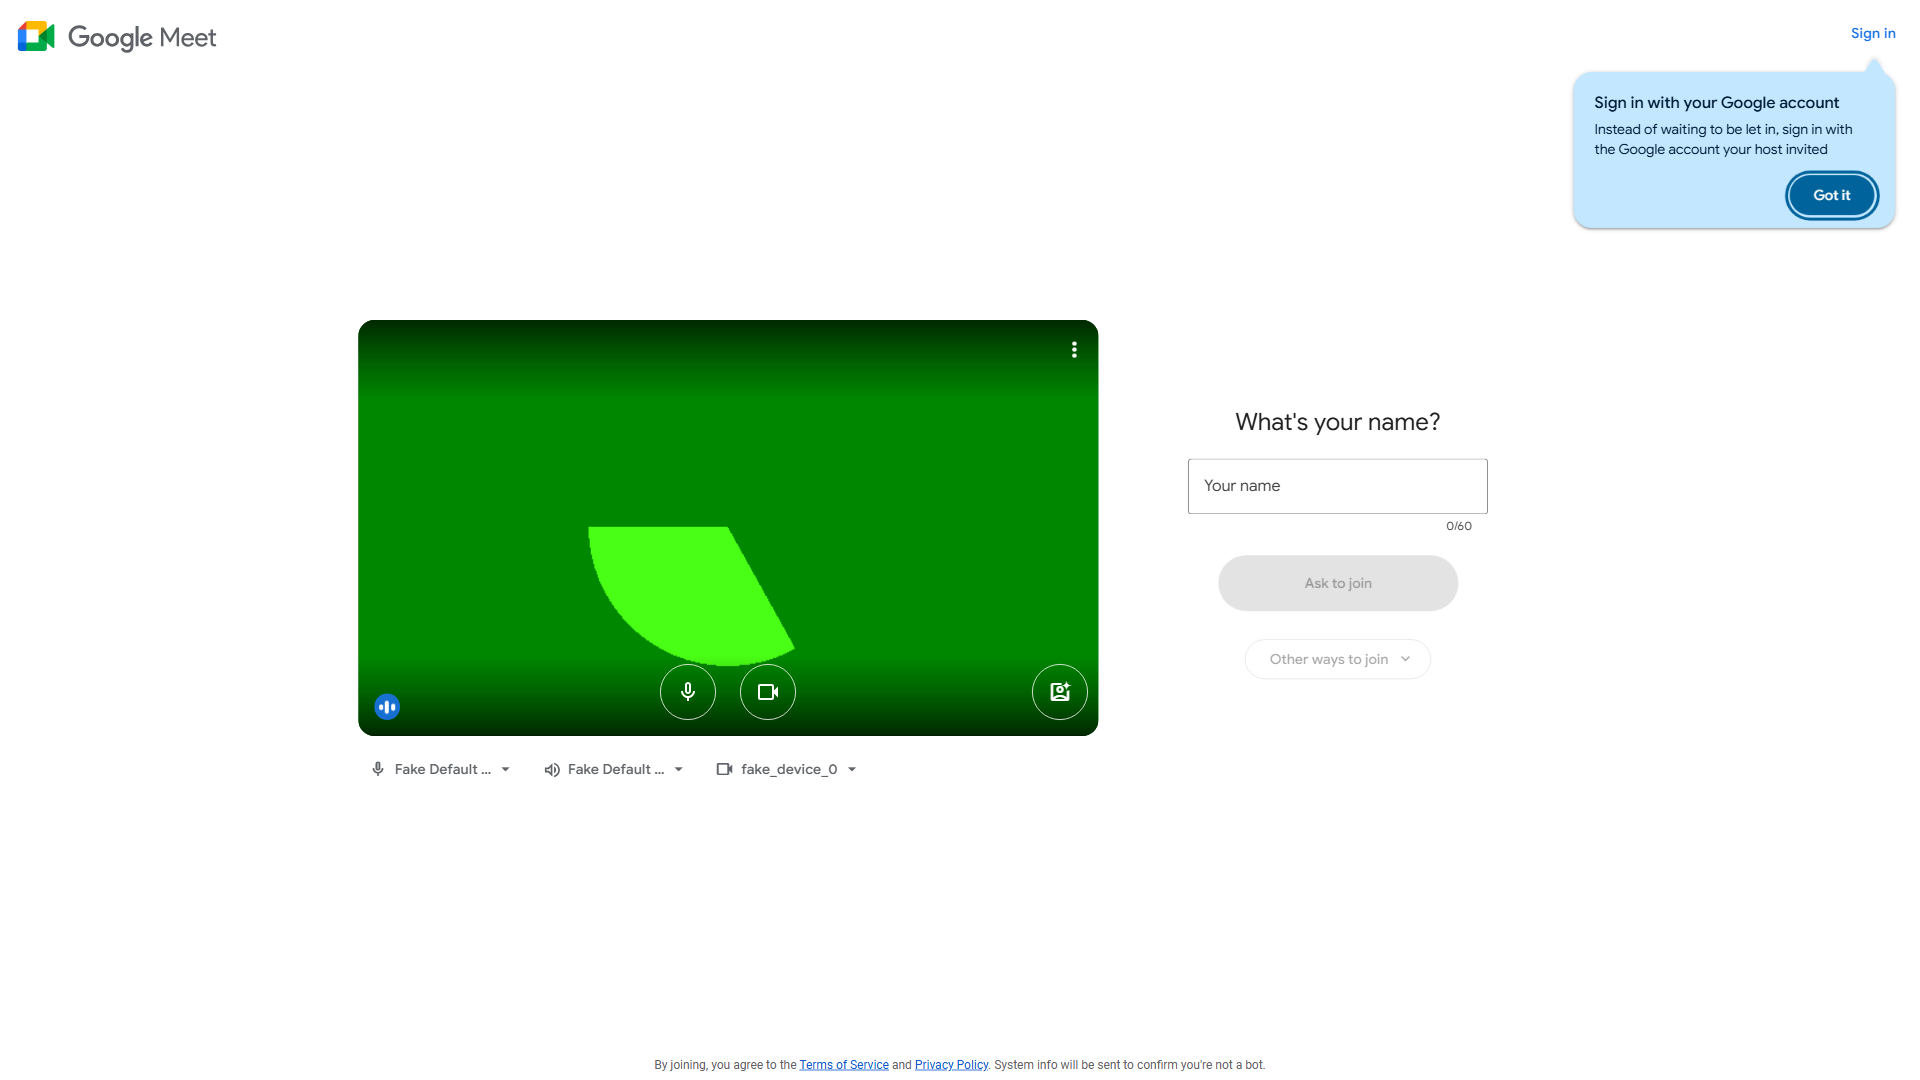 Google Meet
Sign in
Sign in with your Google account
Instead of waiting to be let in, sign in with
the Google account your host invited
Got it
What's your name?
Your name
0/60
Ask to join
Other ways to join
Fake Default ...
Fake Default ...
fake_device_0
By joining, you agree to the Terms of Service and Privacy Policy. System info will be sent to confirm you're not a bot.